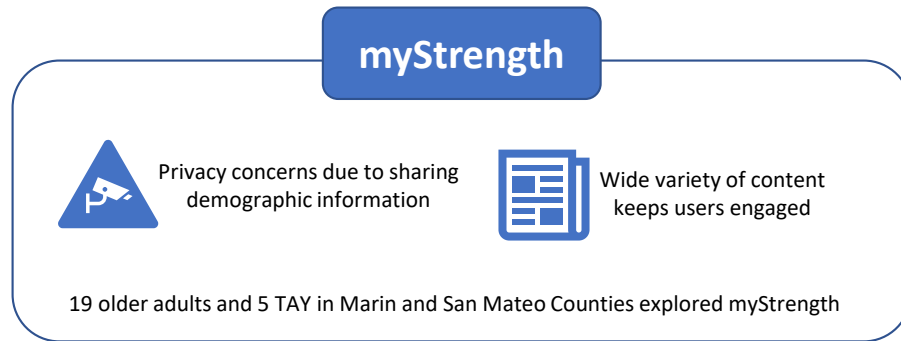 myStrength
Privacy concerns due to sharing
demographic information
Wide variety of content
keeps users engaged
19 older adults and 5 TAY in Marin and San Mateo Counties explored myStrength